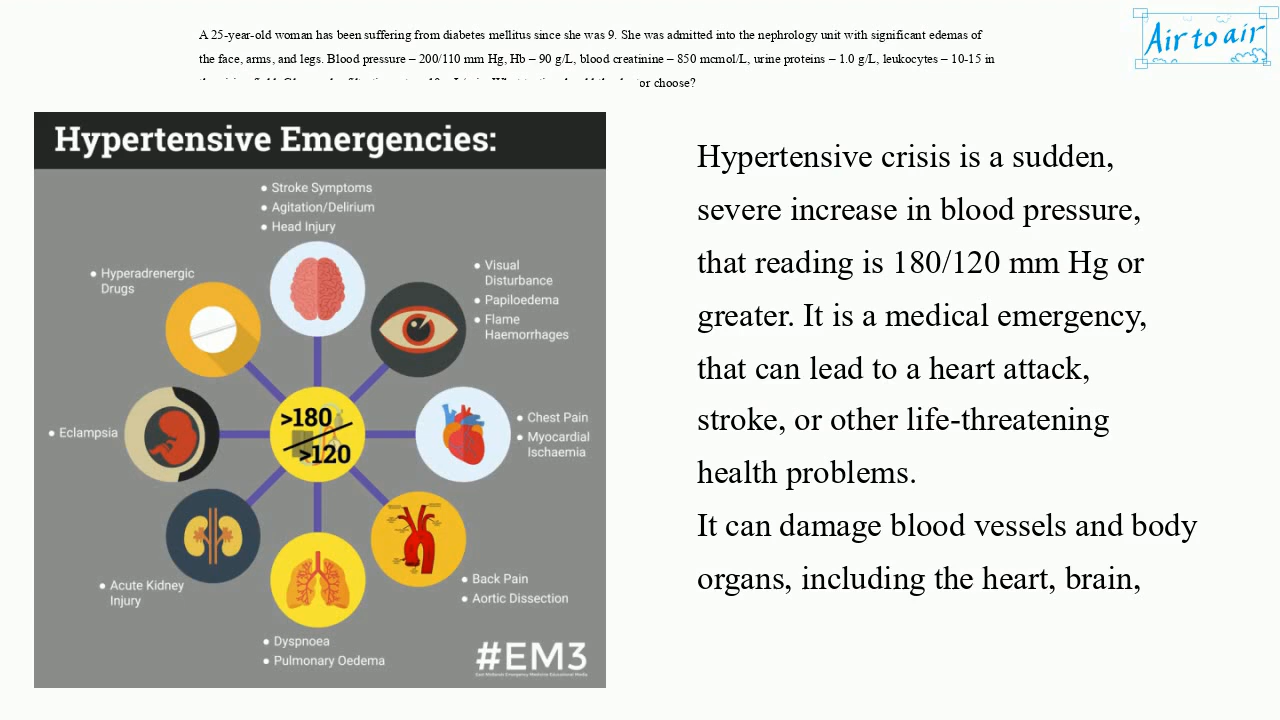 A 25-year-old woman has been suffering from diabetes mellitus since she was 9. She was admitted into the nephrology unit with significant edemas of
the face, arms, and legs. Blood pressure – 200/110 mm Hg, Hb – 90 g/L, blood creatinine – 850 mcmol/L, urine proteins – 1.0 g/L, leukocytes – 10-15 in
or choose?
Air to air
Hypertensive Emergencies:
• Stroke Symptoms
• Agitation/Delirium
• Head Injury
• Hyperadrenergic
Drugs
• Visual
Disturbance
• Papiloedema
• Flame
Haemorrhages
>180
>120
• Eclampsia
• Chest Pain
• Myocardial
Ischaemia
• Acute Kidney
Injury
• Back Pain
• Aortic Dissection
• Dyspnoea
• Pulmonary Oedema
#EM3
East Midlands Emergency Medicine Educational Media
Hypertensive crisis is a sudden,
severe increase in blood pressure,
that reading is 180/120 mm Hg or
greater. It is a medical emergency,
that can lead to a heart attack,
stroke, or other life-threatening
health problems.
It can damage blood vessels and body
organs, including the heart, brain,